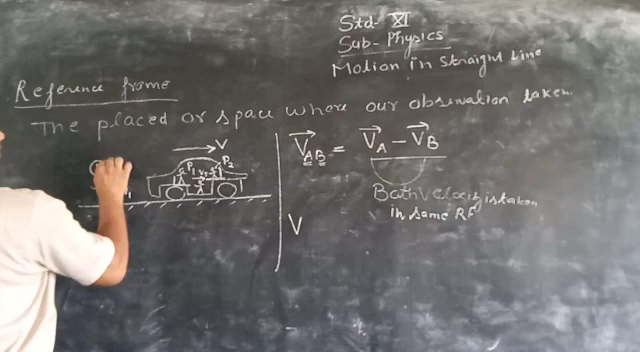 Std- XI
Sub- Physics
Motion in straight Line
Reference frame
The placed or space where our obsrvation taken.
V
P1 P2
V⃗AB = V⃗A - V⃗B
Both Velocity is taken
in same RF
V